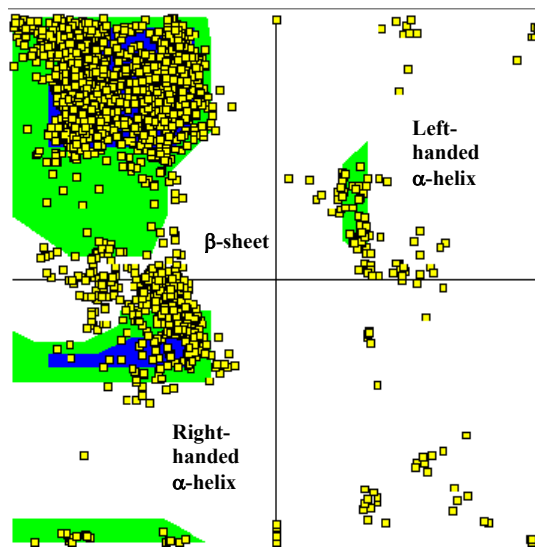 Left-
handed
α-helix
β-sheet
Right-
handed
α-helix